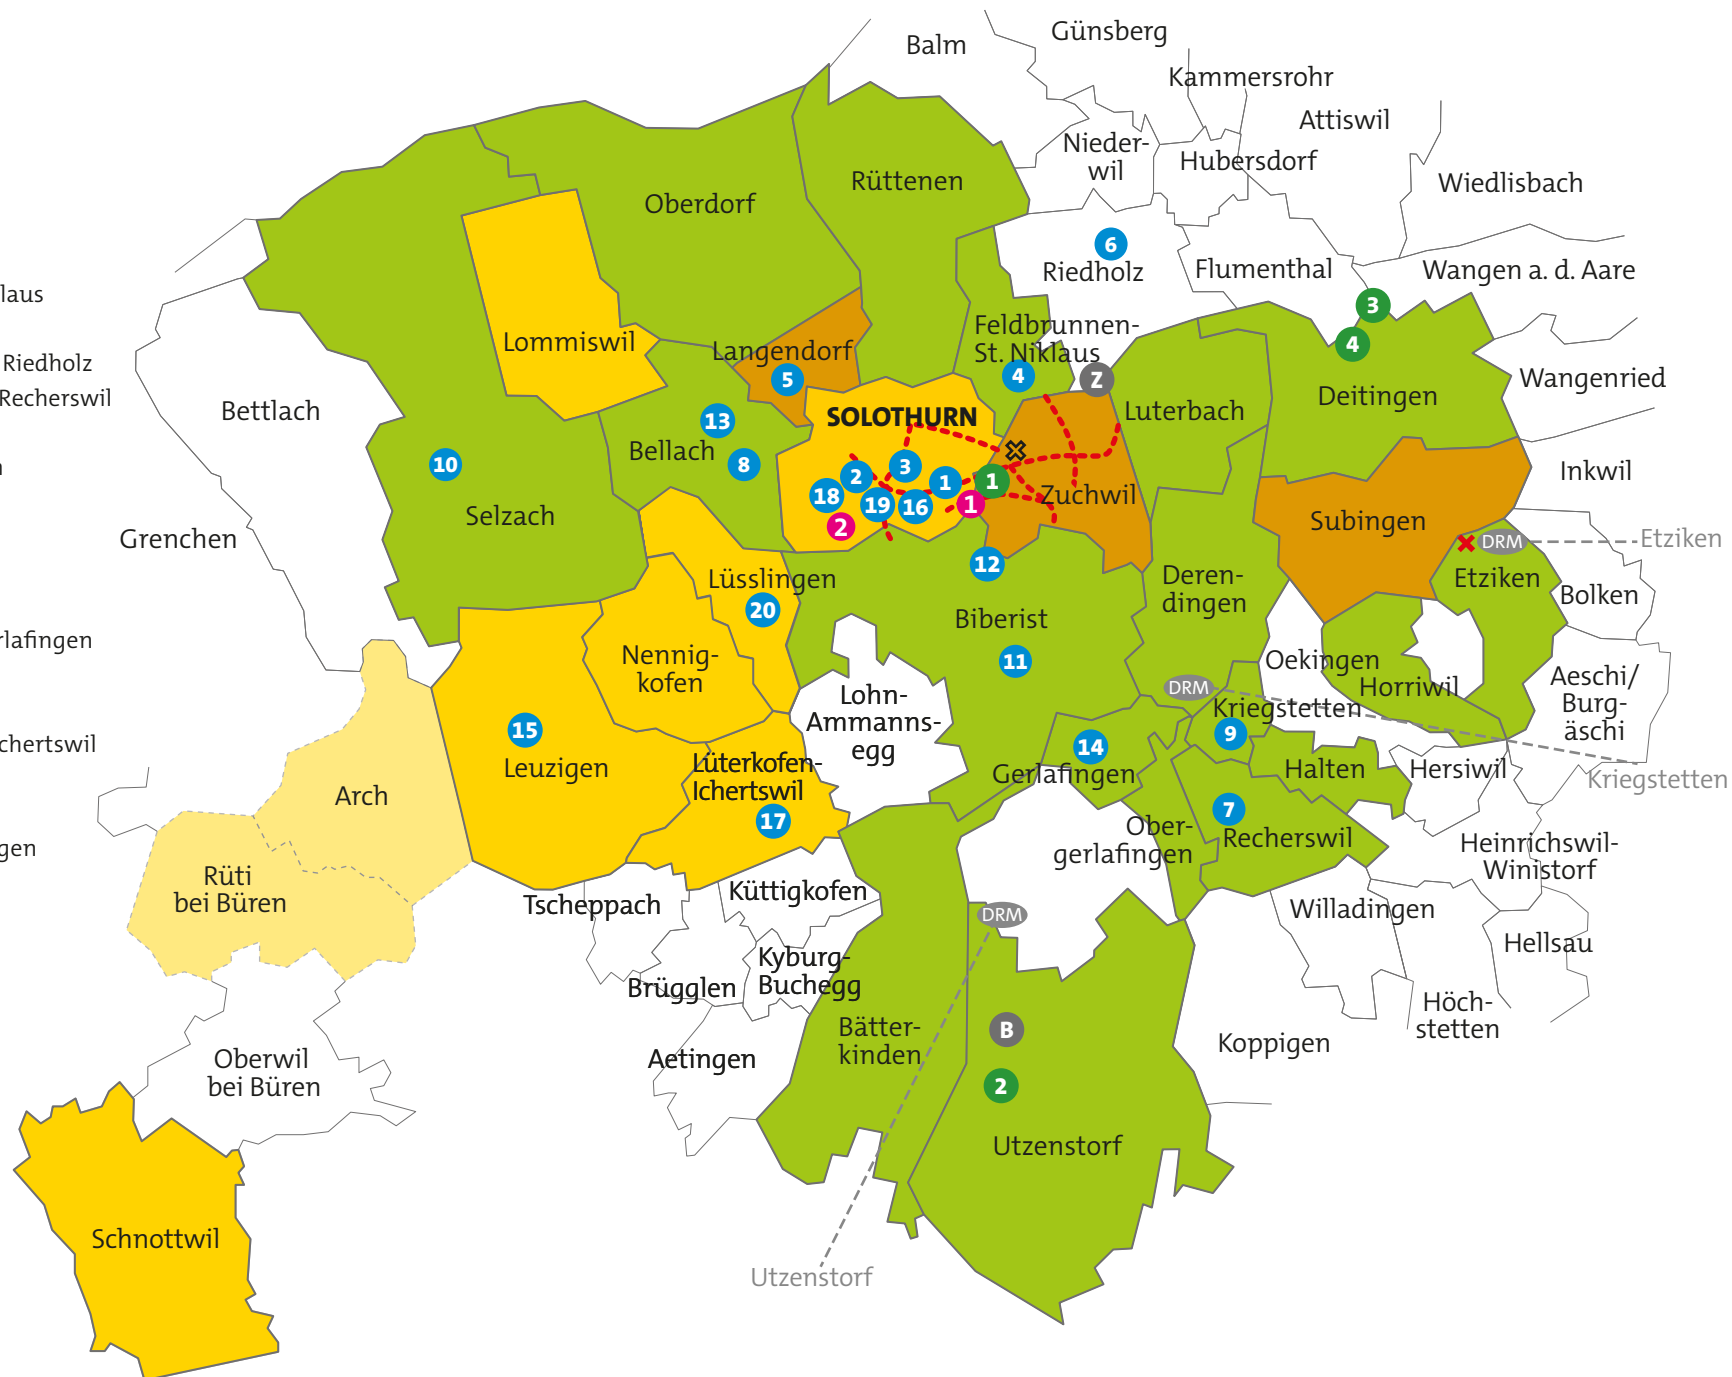 Balm
Günsberg
Kammersrohr
Attiswil
Nieder-
wil
Hubersdorf
Wiedlisbach
Rüttenen
Oberdorf
6
Riedholz
Flumenthal
Wangen a. d. Aare
laus
3
Feldbrunnen-
St. Niklaus
4
4
Z
Lommiswil
Langendorf
5
Riedholz
Recherswil
Wangenried
Deitingen
Bettlach
Luterbach
SOLOTHURN
13
Bellach
8
10
Inkwil
3
2
1
1
18
19
16
1
2
Zuchwil
Selzach
Subingen
Grenchen
DRM
Etziken
12
Etziken
Lüsslingen
20
Deren-
dingen
Bolken
Biberist
rlafingen
Nennig-
kofen
11
Oekingen
Horriwil
Aeschi/
Burg-
äschi
DRM
Lohn-
Ammanns-
egg
Kriegstetten
9
15
14
chertswil
Leuzigen
Lüterkofen-
Ichertswil
Gerlafingen
Halten
Hersiwil
Kriegstetten
Arch
17
7
Ober-
gerlafingen
Recherswil
gen
Heinrichswil-
Winistorf
Rüti
bei Büren
Küttigkofen
Tscheppach
DRM
Willadingen
Hellsau
Kyburg-
Buchegg
Brügglen
Höch-
stetten
Bätter-
kinden
B
Koppigen
Oberwil
bei Büren
Aetingen
2
Utzenstorf
Schnottwil
Utzenstorf